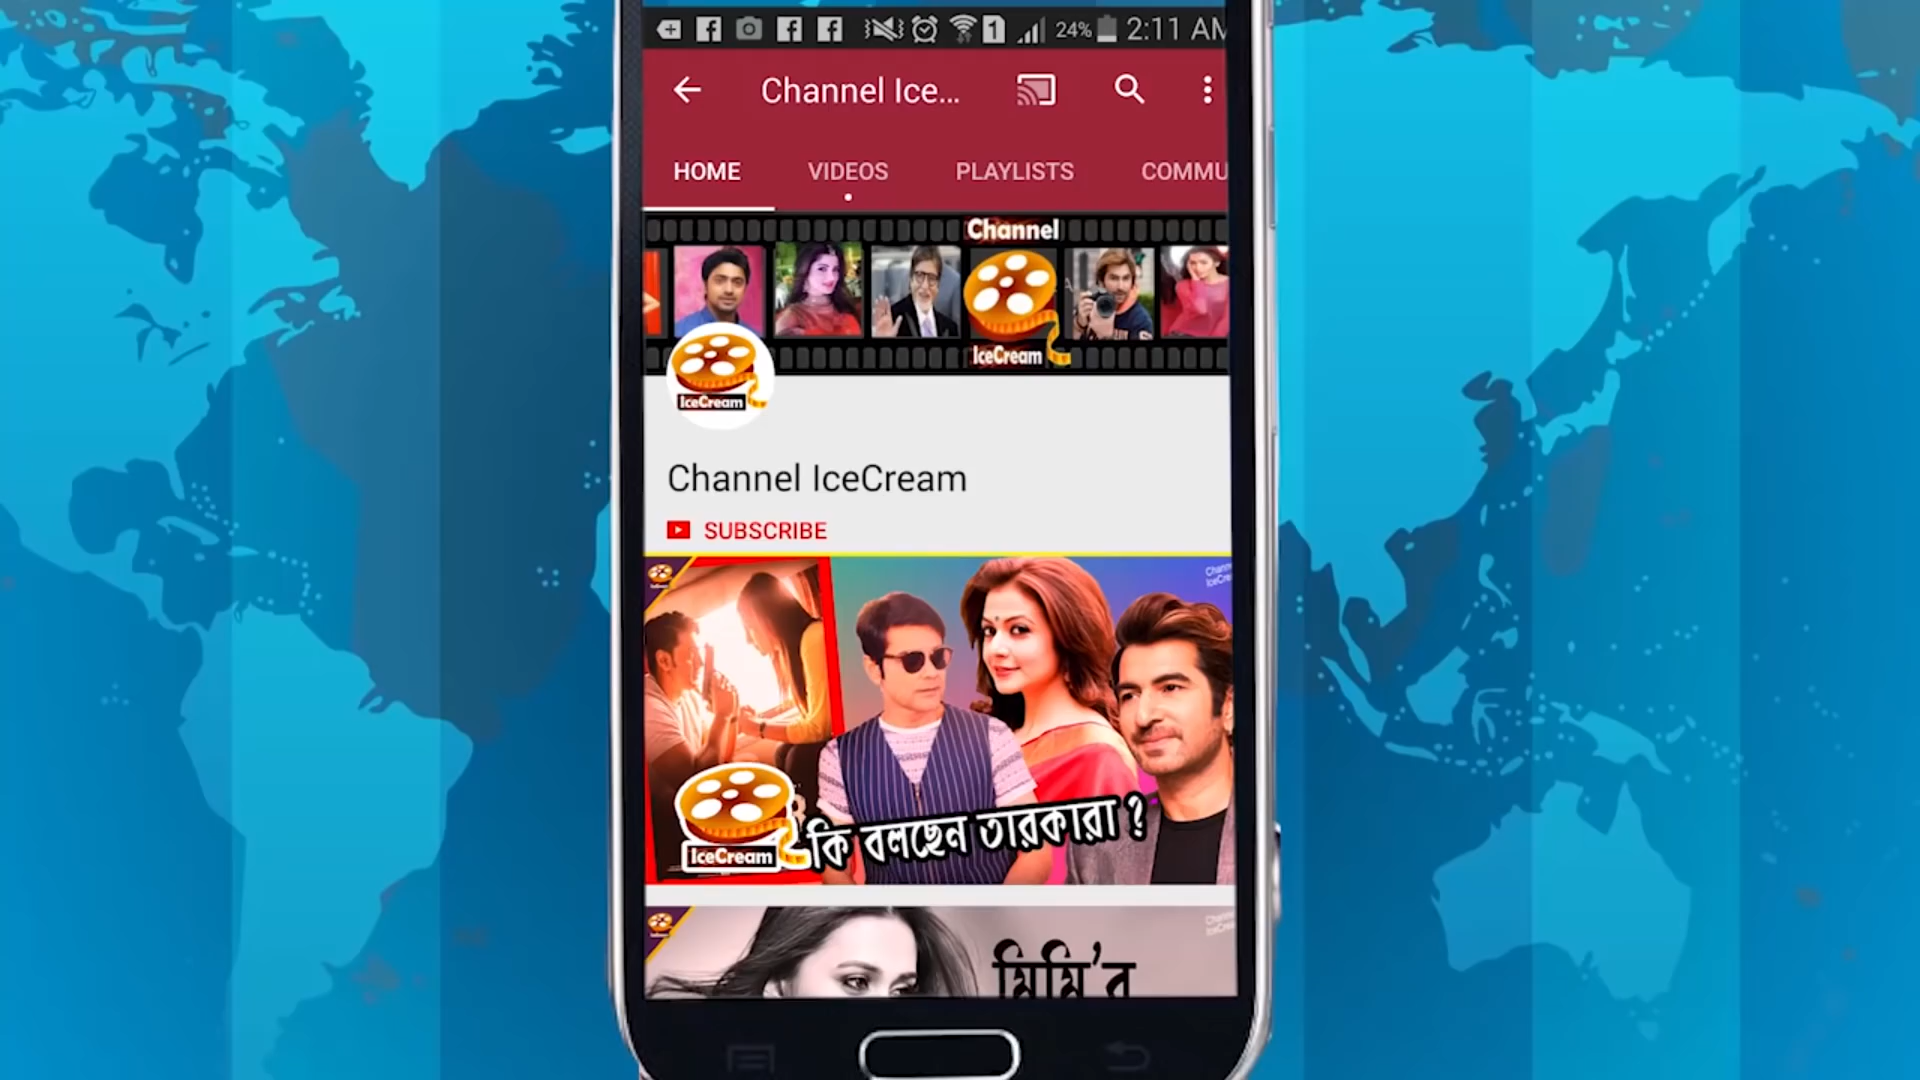 24% 2:11 AM
Channel Ice...
HOME VIDEOS PLAYLISTS COMMU
Channel
IceCream
IceCream
Channel IceCream
SUBSCRIBE
কি বলছেন তারকারা ?
IceCream
মিমি'র